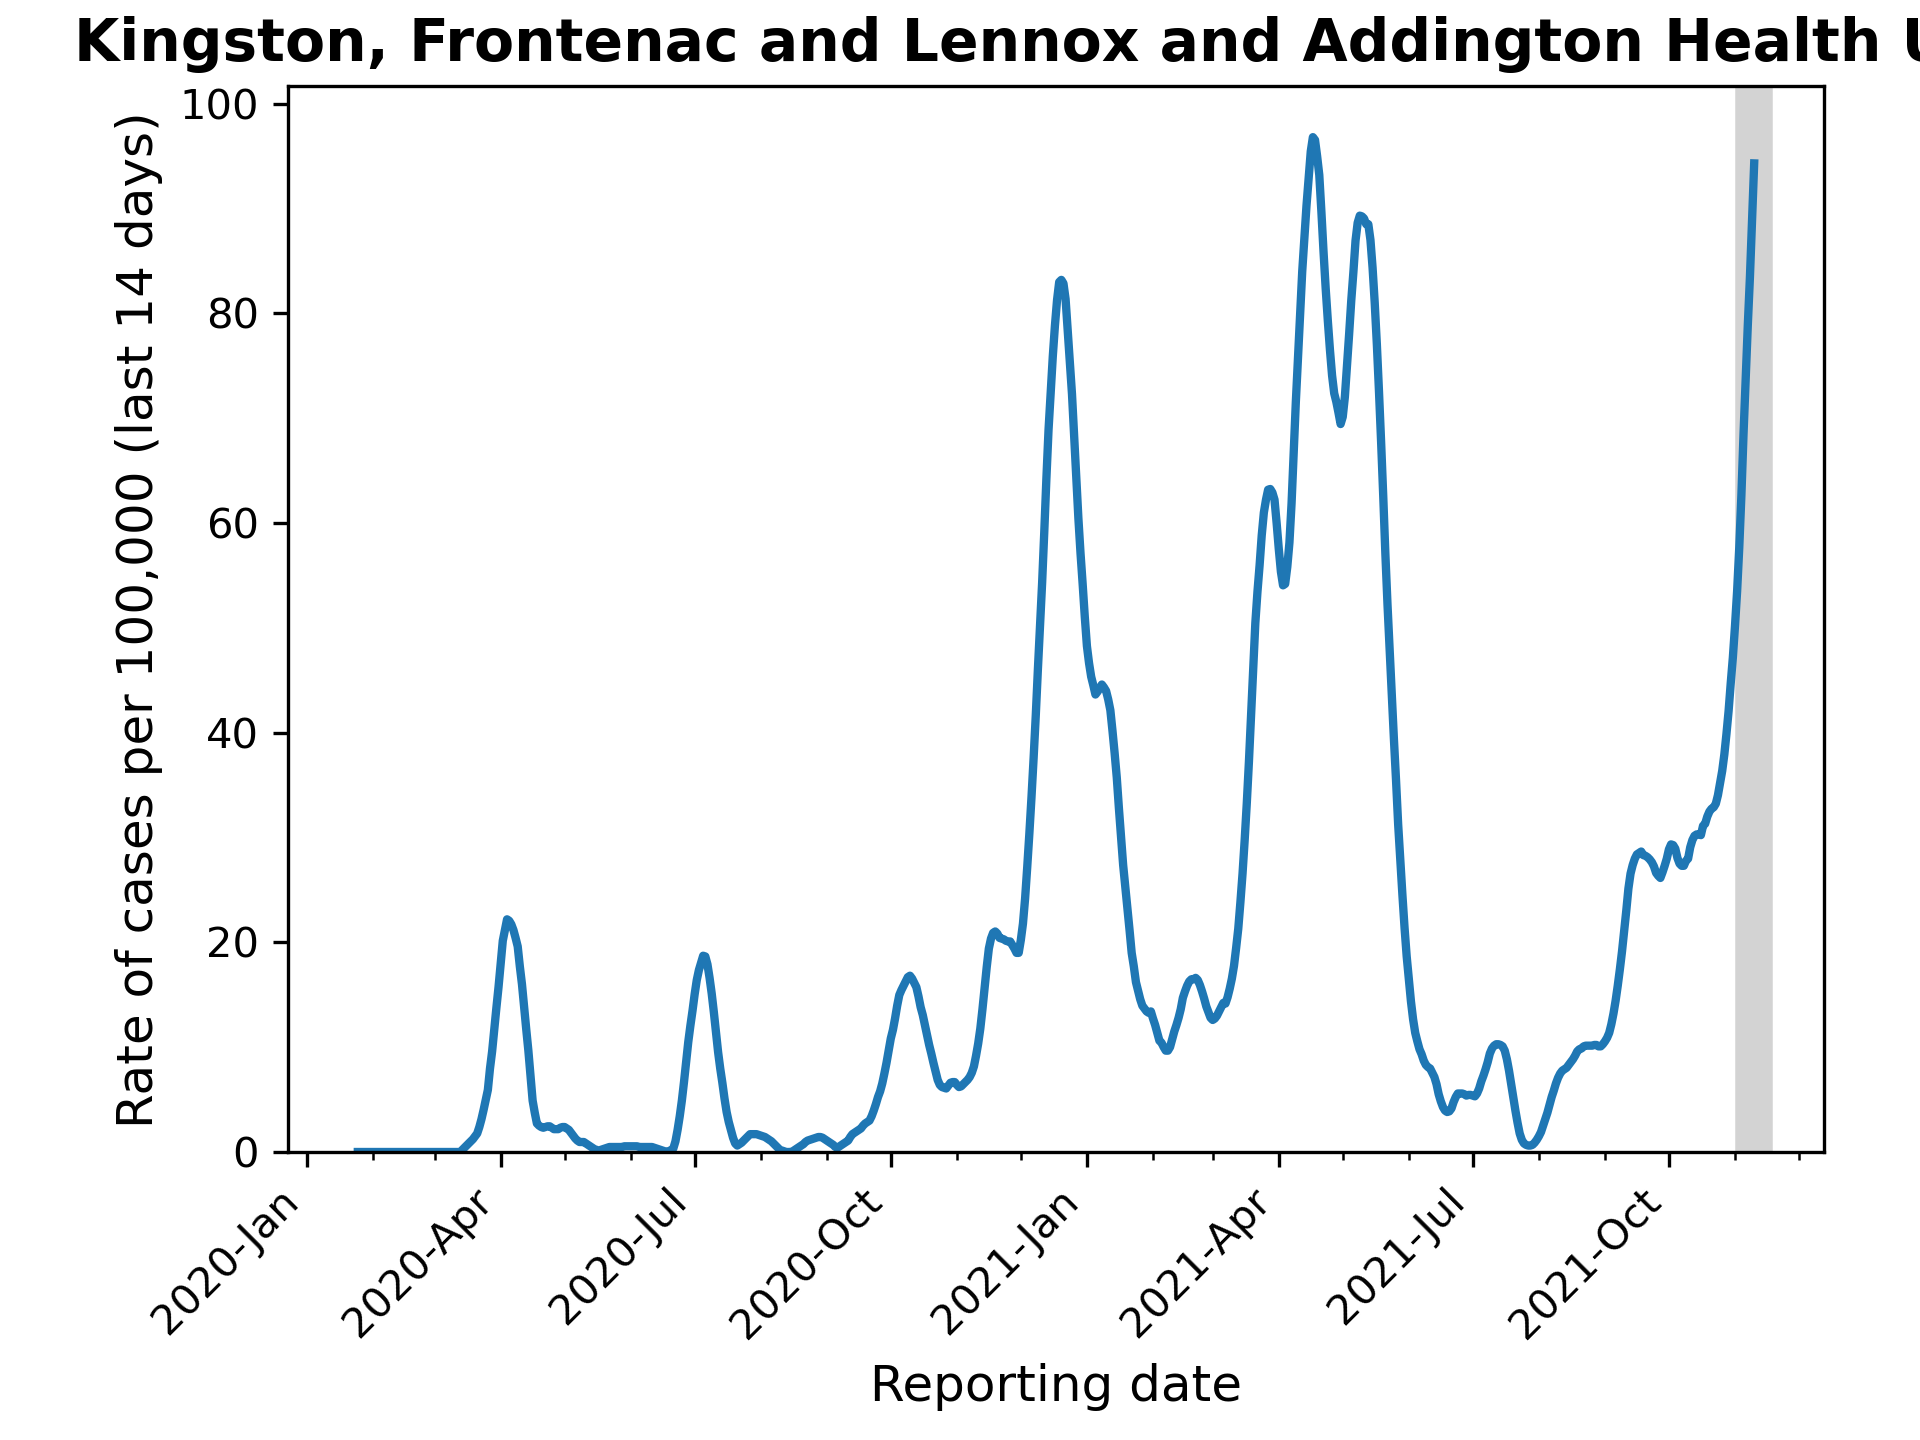 Kingston, Frontenac and Lennox and Addington Health
Rate of cases per 100,000 (last 14 days)
100
80
60
40
20
0
2020-Jan
2020-Apr
2020-Jul
2020-Oct
2021-Jan
2021-Apr
2021-Jul
2021-Oct
Reporting date